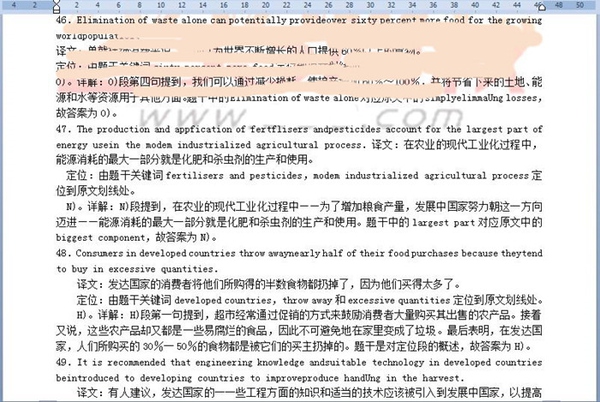 4 2 2 4 6 8 10 12 14 16 18 20 22 24 26 28 30 32 34 36 38 40 42 44 46 48 50
46. Elimination of waste alone can potentially provideover sixty percent more food for the growing
worldpopulation.
译文: 为世界不断增长的人口提供60%以上的食物。
定位: 由题干关键词
O)。详解: O)段第四句提到, 我们可以通过减少损耗, 60%~100%, 并将节省下来的土地、能
源和水等资源用于其他方面。题干中的Elimination of waste alone对应原文中的simplyelimaUng losses,
故答案为O)。
www.
47. The production and appfication of fertflisers andpesticides account for the largest part of
energy usein the modem industrialized agricultural process. 译文: 在农业的现代工业化过程中,
能源消耗的最大一部分就是化肥和杀虫剂的生产和使用。
定位: 由题干关键词 fertilisers and pesticides, modem industrialized agricultural process 定
位到原文划线处。
N)。详解: N)段提到, 在农业的现代工业化过程中——为了增加粮食产量, 发展中国家努力朝这一方向
迈进——能源消耗的最大一部分就是化肥和杀虫剂的生产和使用。题干中的 largest part 对应原文中的
biggest component, 故答案为 N)。
48. Consumers in developed countries throw awaynearly half of their food purchases because theytend
to buy in excessive quantities.
译文: 发达国家的消费者将他们所购得的半数食物都扔掉了, 因为他们买得太多了。
定位: 由题干关键词 developed countries, throw away 和 excessive quantities 定位到原文划线处。
H)。详解: H)段第一句提到, 超市经常通过促销的方式来鼓励消费者大量购买其出售的农产品。接着
又说, 这些农产品却又都是一些易腐烂的食品, 因此不可避免地在家里变成了垃圾。最后表明, 在发达国
家, 人们所购买的 30%一 50%的食物都是被它们的买主扔掉的。题干是对定位段的概述, 故答案为 H)。
49. It is recommended that engineering knowledge andsuitable technology in developed countries
beintroduced to developing countries to improveproduce handUng in the harvest.
译文: 有人建议, 发达国家的一一些工程方面的知识和适当的技术应该被引入到发展中国家, 以提高